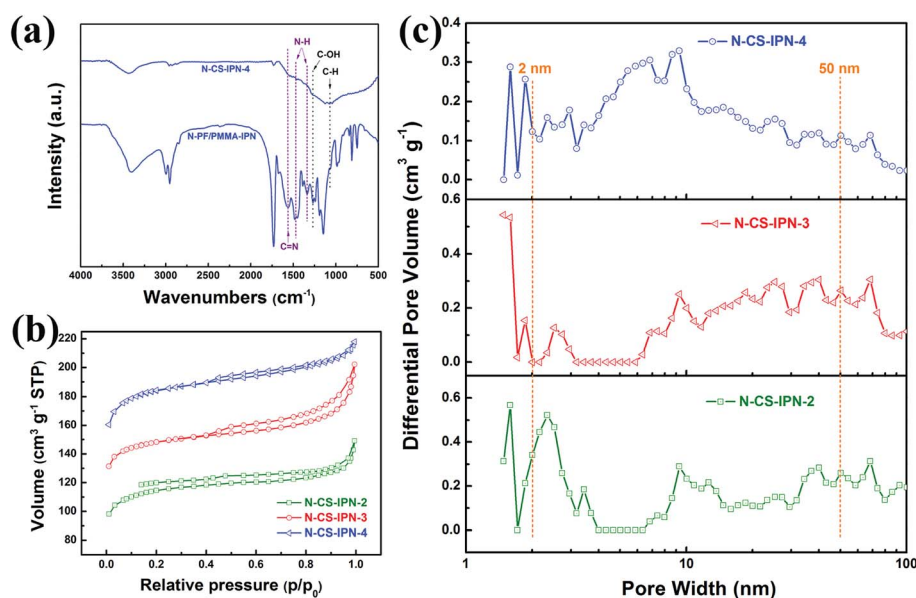 (a)
N-H
C-OH
C-H
N-CS-IPN-4
N-PF/PMMA-IPN
C=N
Intensity (a.u.)
4000 3500 3000 2500 2000 1500 1000 500
Wavenumbers (cm⁻¹)
(b)
220
200
180
160
140
120
100
80
Volume (cm³ g⁻¹ STP)
N-CS-IPN-2
N-CS-IPN-3
N-CS-IPN-4
0.0 0.2 0.4 0.6 0.8 1.0
Relative pressure (p/p₀)
(c)
0.4
0.3
0.2
0.1
0.0
N-CS-IPN-4
2 nm
50 nm
0.6
0.4
0.2
0.0
N-CS-IPN-3
0.6
0.4
0.2
0.0
N-CS-IPN-2
Differential Pore Volume (cm³ g⁻¹)
1 10 100
Pore Width (nm)